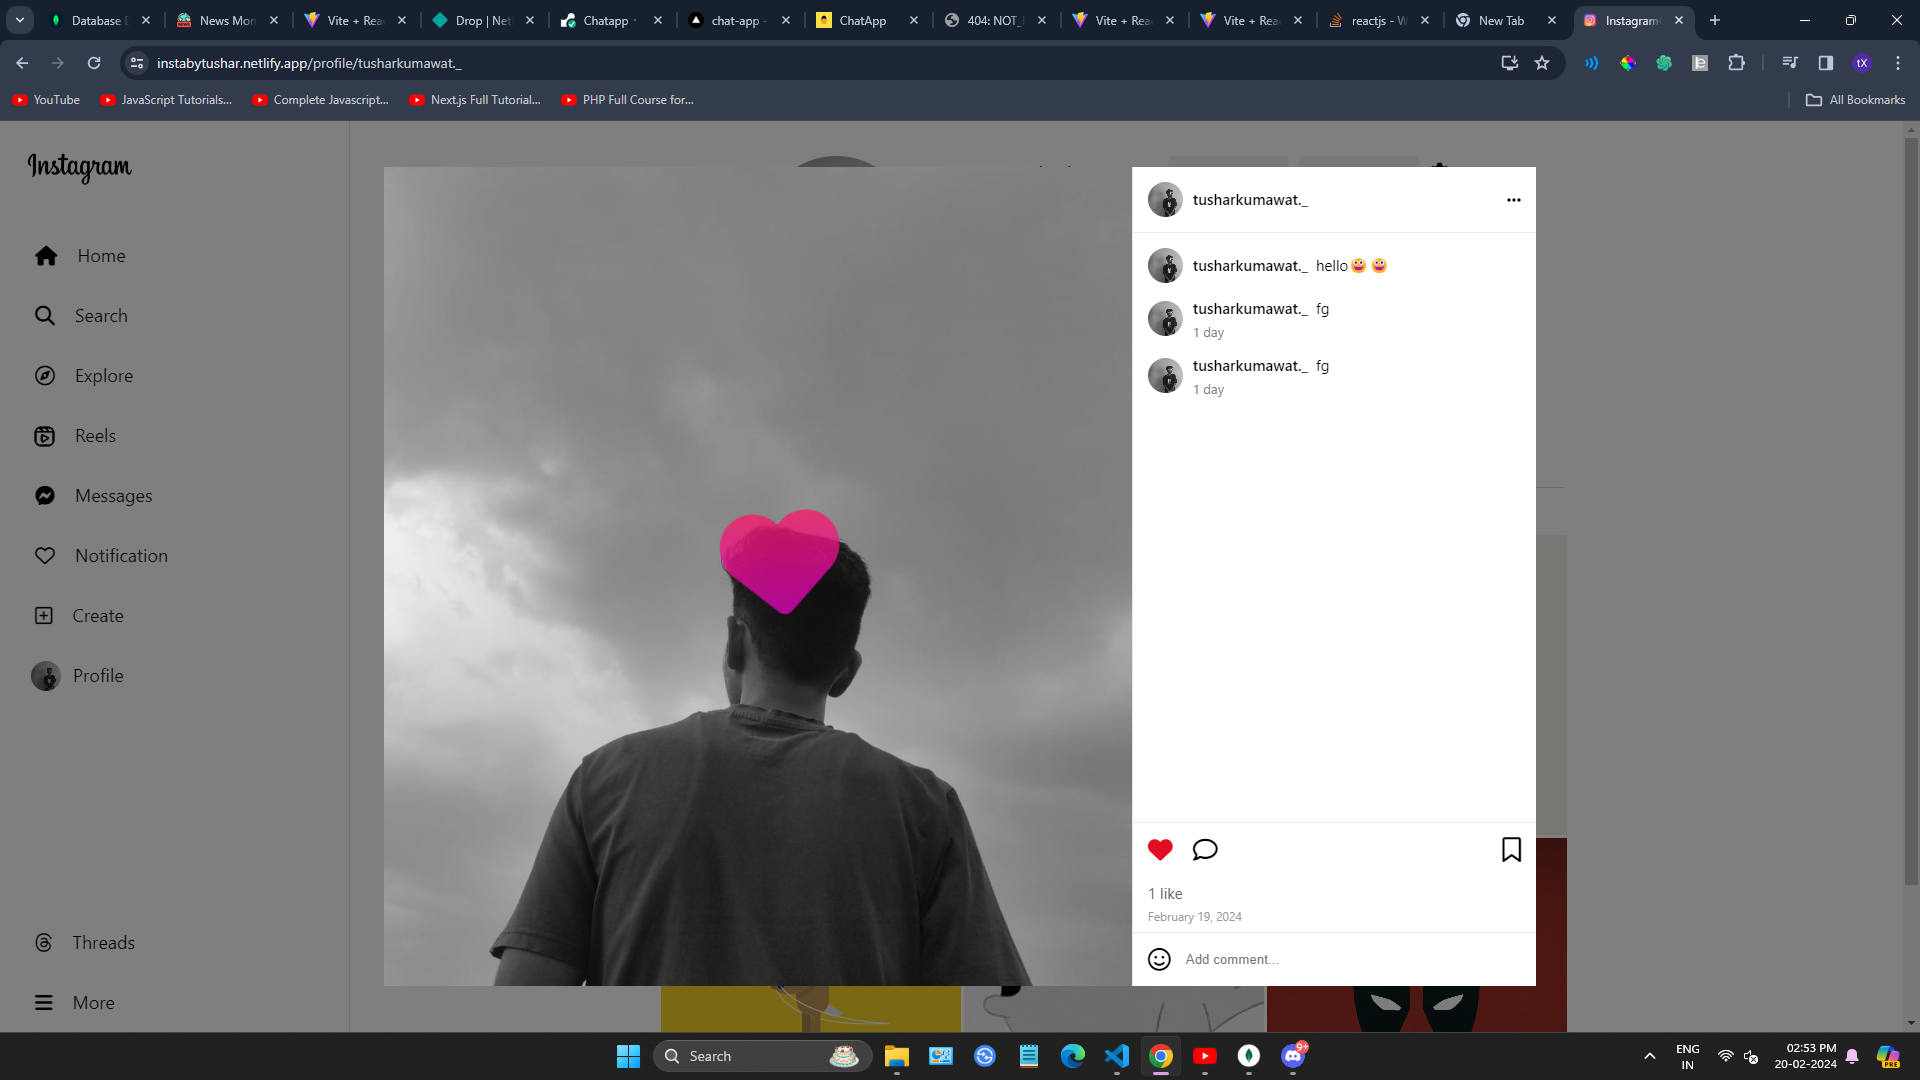 Database D
News Mon
Vite + Rea
Drop | Net
Chatapp
chat-app -
ChatApp
404: NOT_F
Vite + Rea
Vite + Rea
reactjs - W
New Tab
Instagram
instabytushar.netlify.app/profile/tusharkumawat._
tX
YouTube
JavaScript Tutorials...
Complete Javascript...
Next.js Full Tutorial...
PHP Full Course for...
All Bookmarks
Instagram
Home
Search
Explore
Reels
Messages
Notification
Create
Profile
Threads
More
tusharkumawat._
tusharkumawat._ hello😀😀
tusharkumawat._ fg
1 day
tusharkumawat._ fg
1 day
1 like
February 19, 2024
Add comment...
Search
9+
ENG
IN
02:53 PM
20-02-2024
PRE